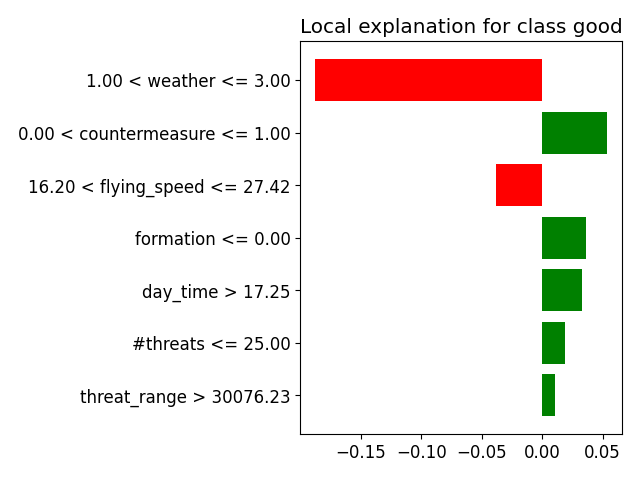 Local explanation for class good
1.00 < weather <= 3.00
0.00 < countermeasure <= 1.00
16.20 < flying_speed <= 27.42
formation <= 0.00
day_time > 17.25
#threats <= 25.00
threat_range > 30076.23
−0.15 −0.10 −0.05 0.00 0.05